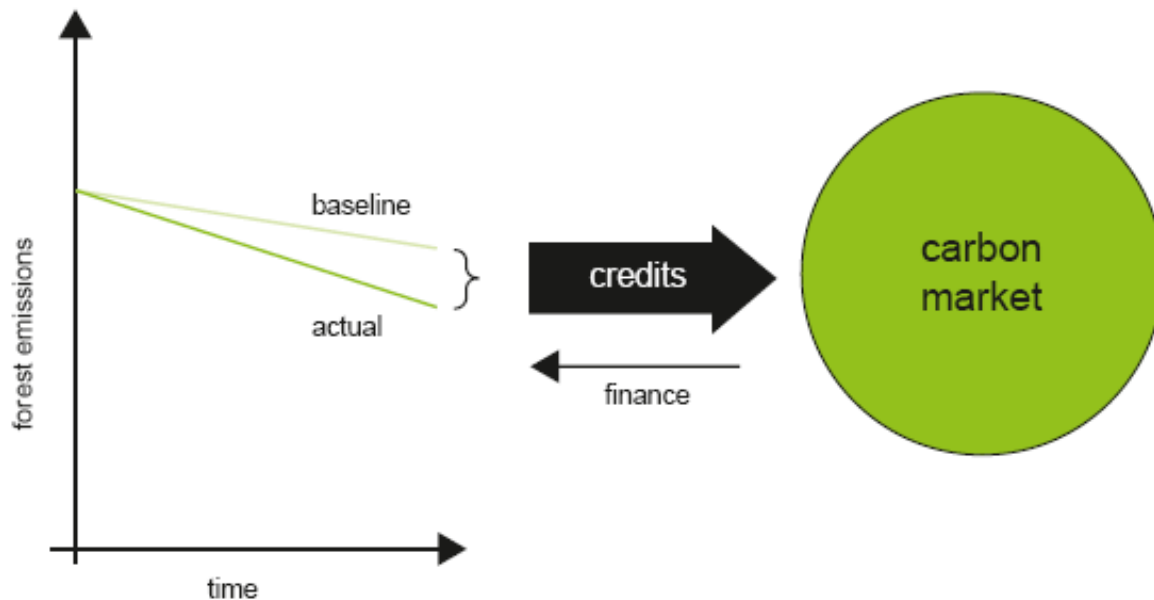 forest emissions
baseline
actual
time
credits
finance
carbon
market